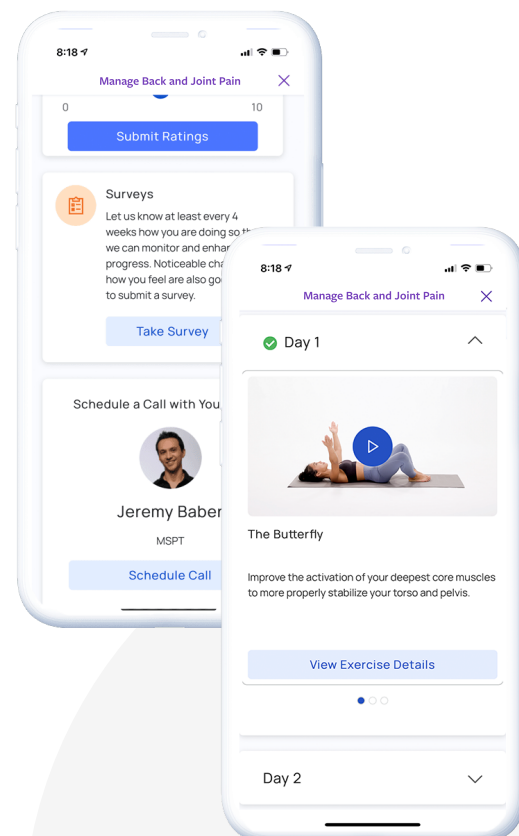 8:18
Manage Back and Joint Pain
0 10
Submit Ratings
Surveys
Let us know at least every 4
weeks how you are doing so
we can monitor and
progress. Noticeable
how you feel are also
to submit a survey.
Take Survey
Schedule a Call with
Jeremy Baber
MSPT
Schedule Call
8:18
Manage Back and Joint Pain
Day 1
The Butterfly
Improve the activation of your deepest core muscles
to more properly stabilize your torso and pelvis.
View Exercise Details
Day 2